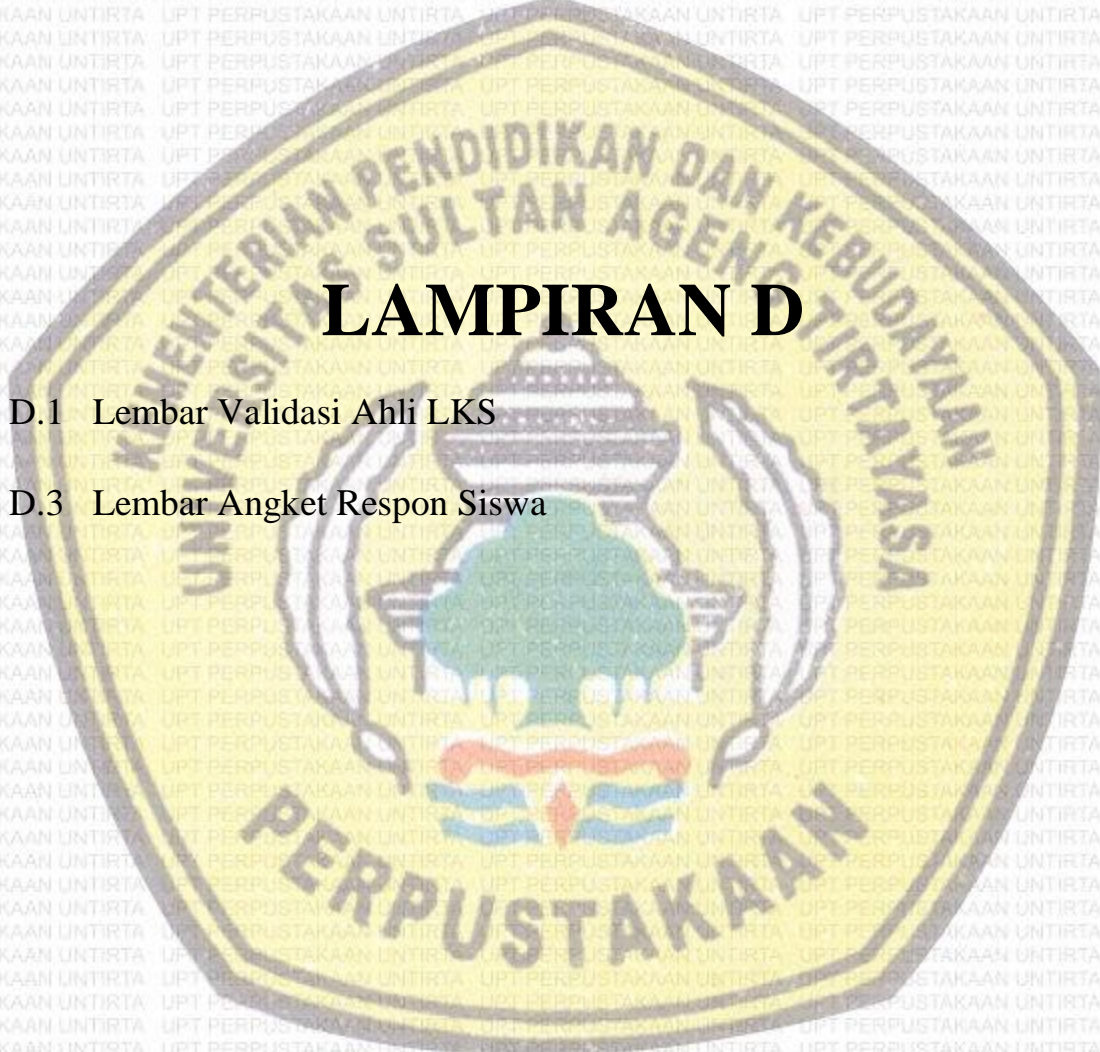 KEMENTERIAN PENDIDIKAN DAN KEBUDAYAAN
UNIVERSITAS SULTAN AGENG TIRTAYASA
LAMPIRAN D
D.1 Lembar Validasi Ahli LKS
D.3 Lembar Angket Respon Siswa
PERPUSTAKAAN
UPT PERPUSTAKAAN UNTIRTA